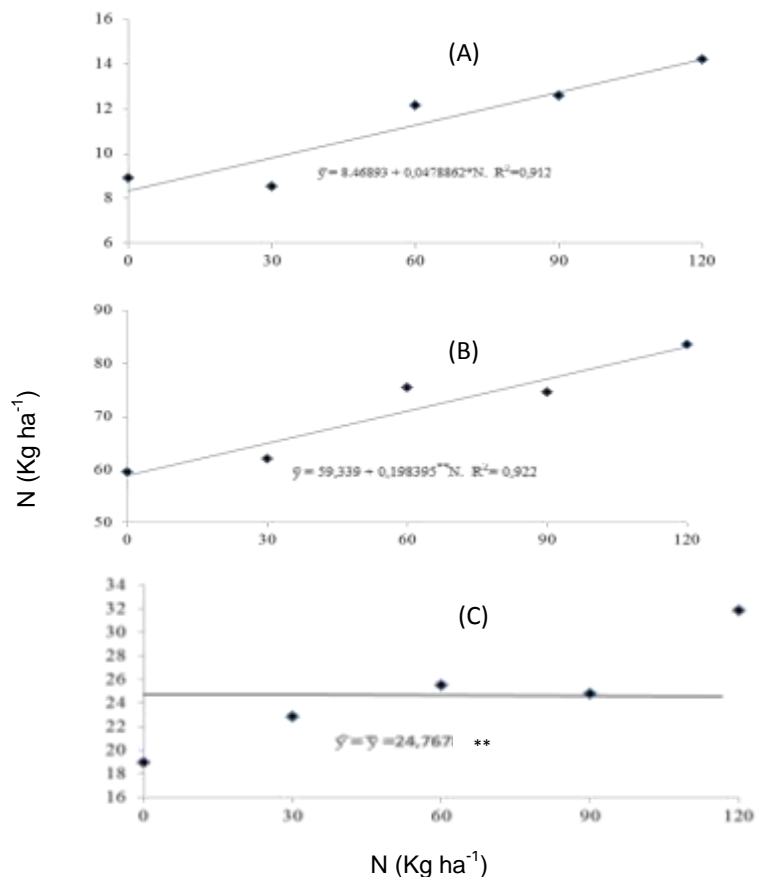 16
14
12
10
8
6
(A)
ŷ = 8.46893 + 0,0478862*N. R²=0,912
0 30 60 90 120
90
80
70
60
50
(B)
ŷ = 59,339 + 0,198395**N. R²= 0,922
0 30 60 90 120
N (Kg ha⁻¹)
34
32
30
28
26
24
22
20
18
16
(C)
ŷ = y̅ =24,767 **
0 30 60 90 120
N (Kg ha⁻¹)